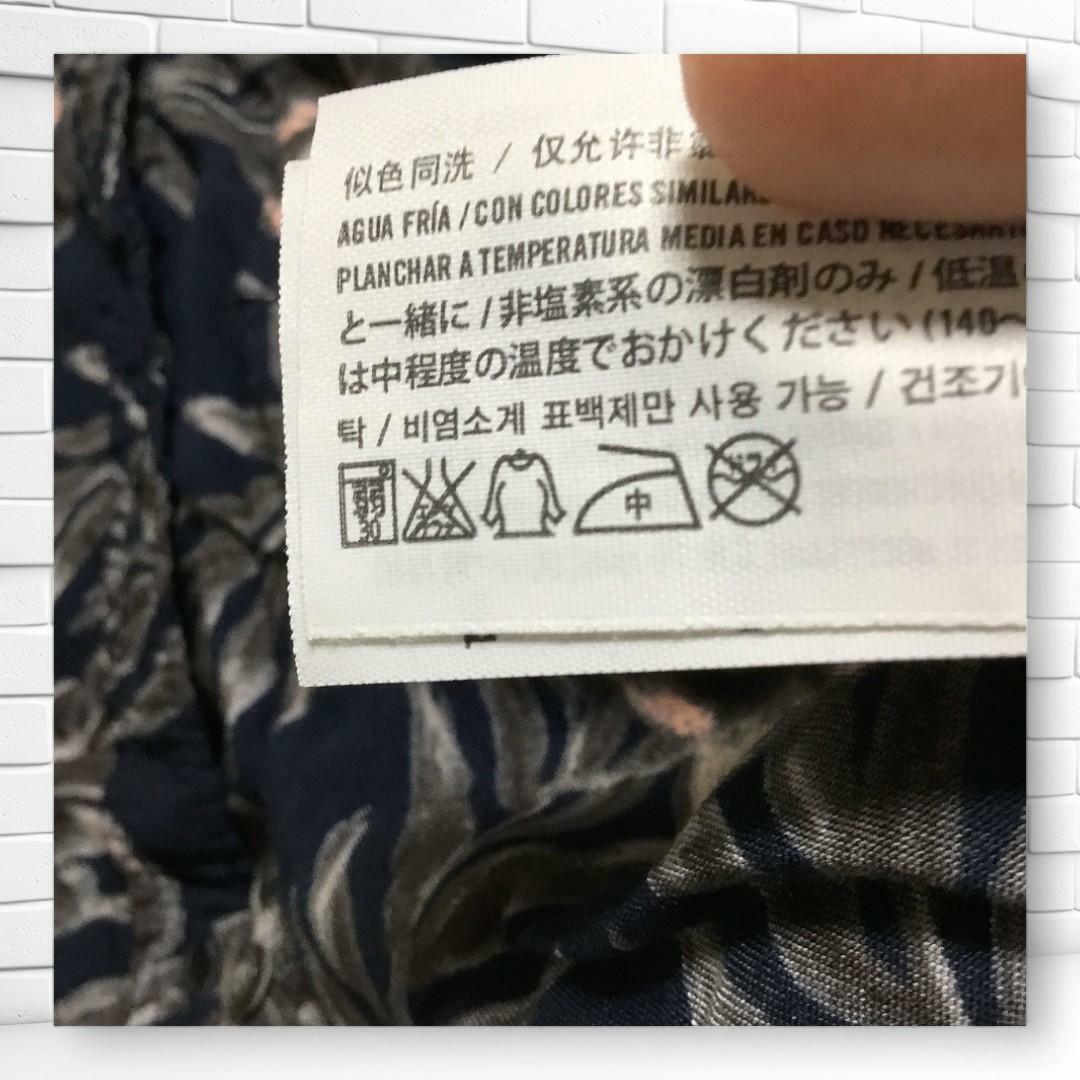 似色同洗 / 仅允许非
AGUA FRÍA / CON COLORES
PLANCHAR A TEMPERATURA MEDIA EN CASO
と一緒に / 非塩素系の漂白剤のみ / 低温
は中程度の温度でおかけください (140~
탁 / 비염소계 표백제만 사용 가능 / 건조기
30
中